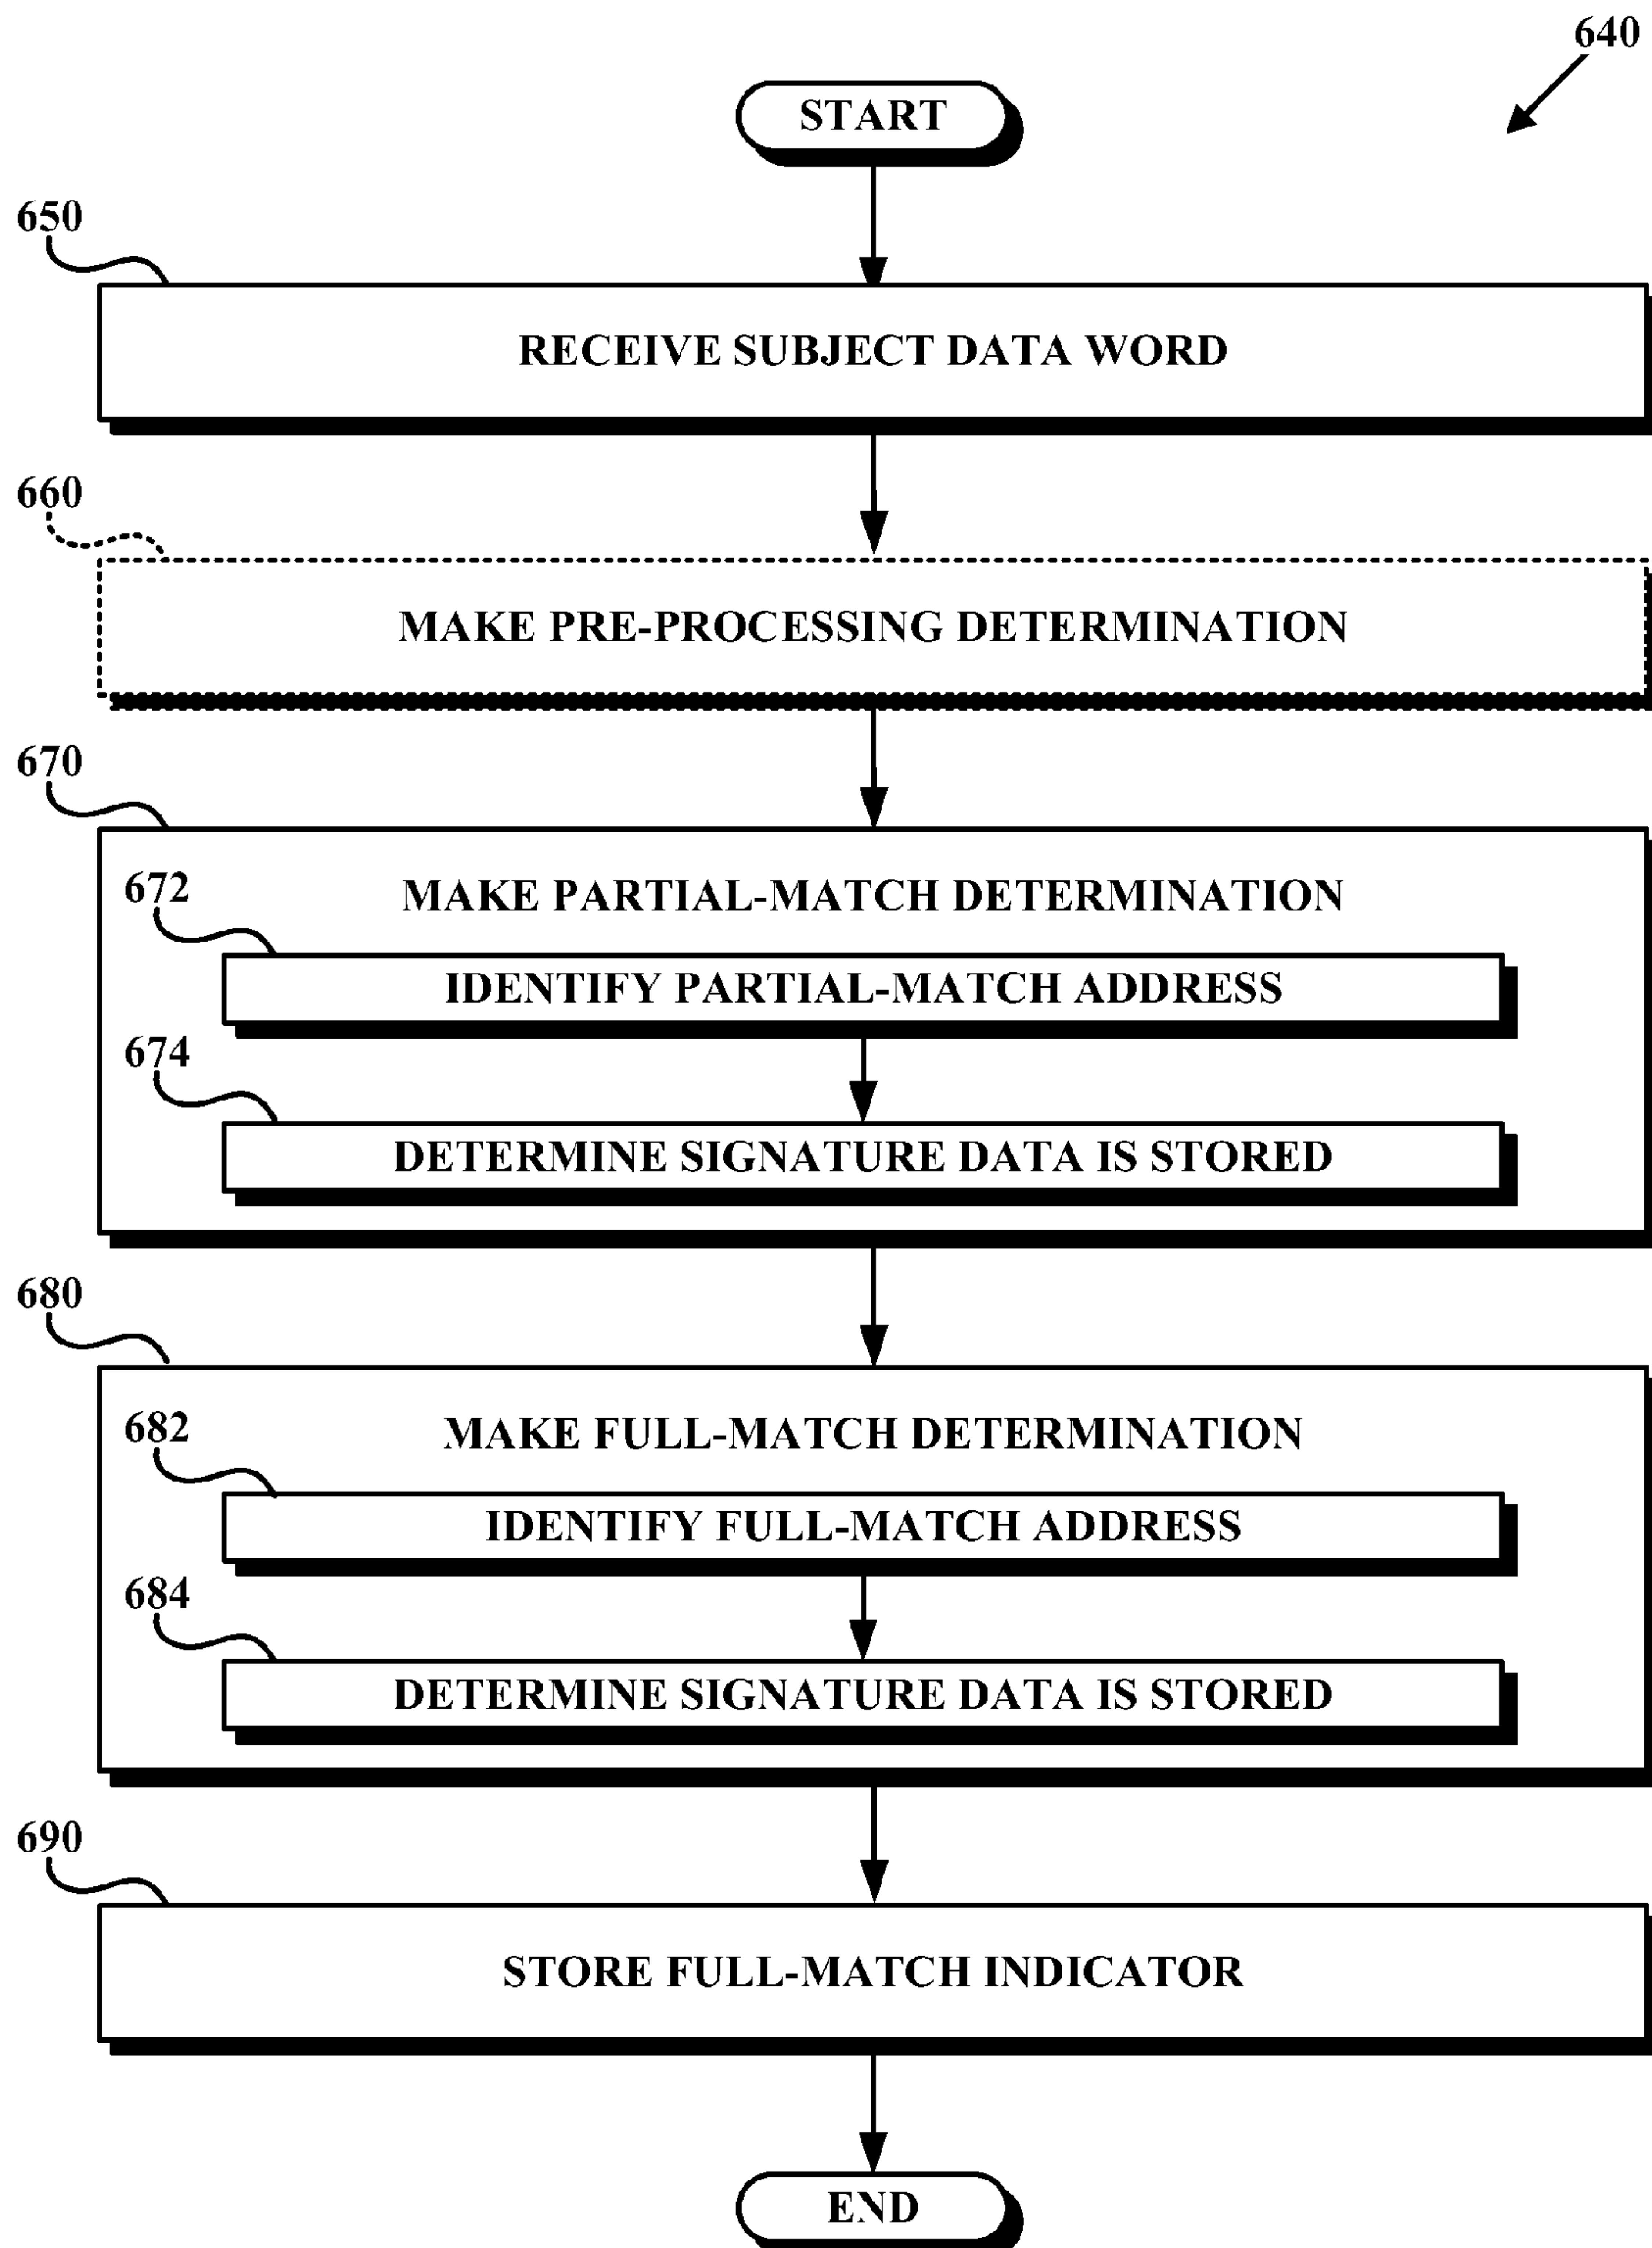 640
START
650
RECEIVE SUBJECT DATA WORD
660
MAKE PRE-PROCESSING DETERMINATION
670
MAKE PARTIAL-MATCH DETERMINATION
672
IDENTIFY PARTIAL-MATCH ADDRESS
674
DETERMINE SIGNATURE DATA IS STORED
680
MAKE FULL-MATCH DETERMINATION
682
IDENTIFY FULL-MATCH ADDRESS
684
DETERMINE SIGNATURE DATA IS STORED
690
STORE FULL-MATCH INDICATOR
END